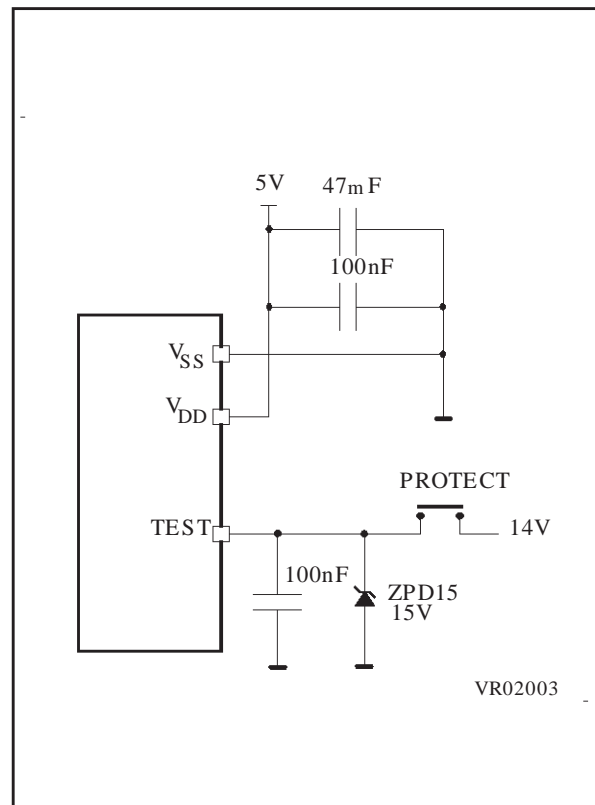 5V
47mF
100nF
VSS
VDD
PROTECT
TEST
14V
100nF
ZPD15
15V
VR02003